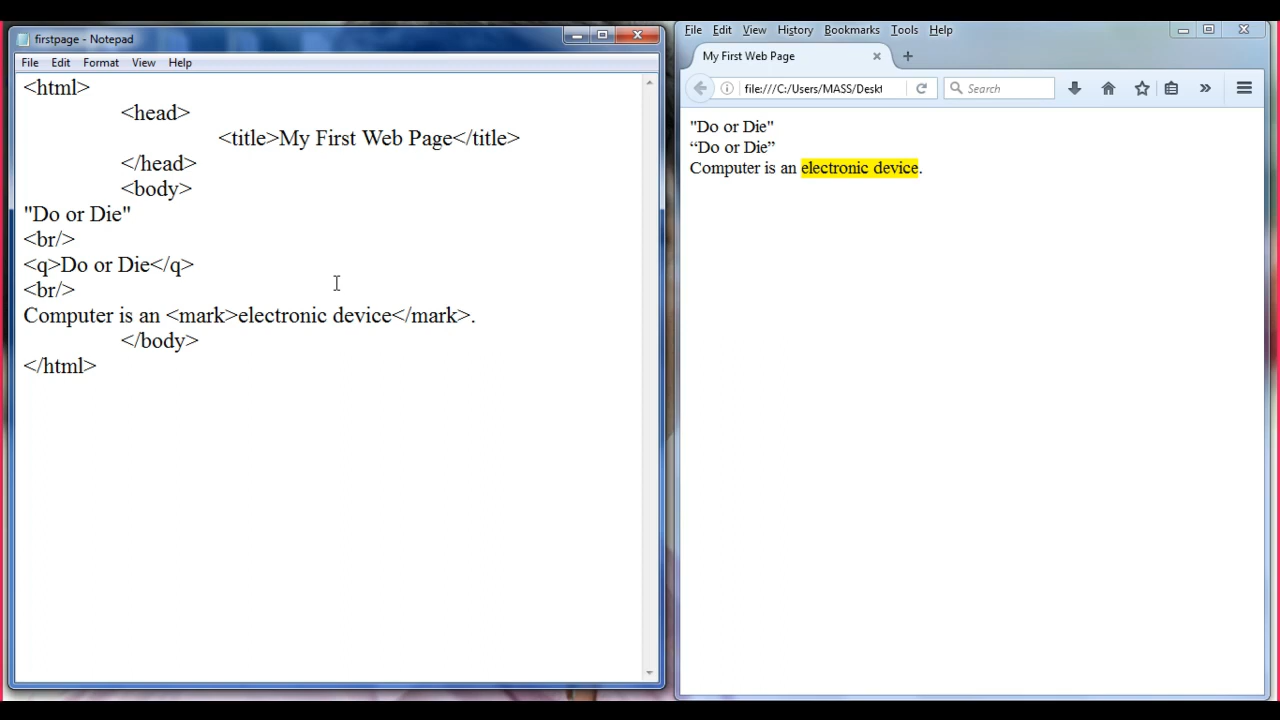 firstpage - Notepad
File Edit Format View Help
<html>
<head>
<title>My First Web Page</title>
</head>
<body>
"Do or Die"
<br/>
<q>Do or Die</q>
<br/>
Computer is an <mark>electronic device</mark>.
</body>
</html>
File Edit View History Bookmarks Tools Help
My First Web Page
file:///C:/Users/MASS/Deskt
Search
"Do or Die"
“Do or Die”
Computer is an electronic device.